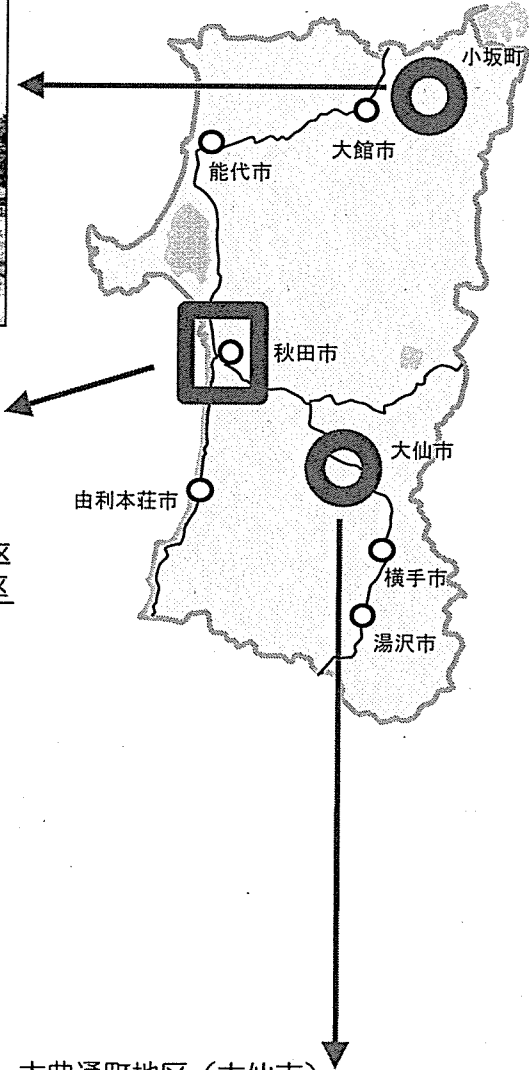 小坂町
大館市
能代市
秋田市
大仙市
由利本荘市
区
区
横手市
湯沢市
大曲通町地区（大仙市）